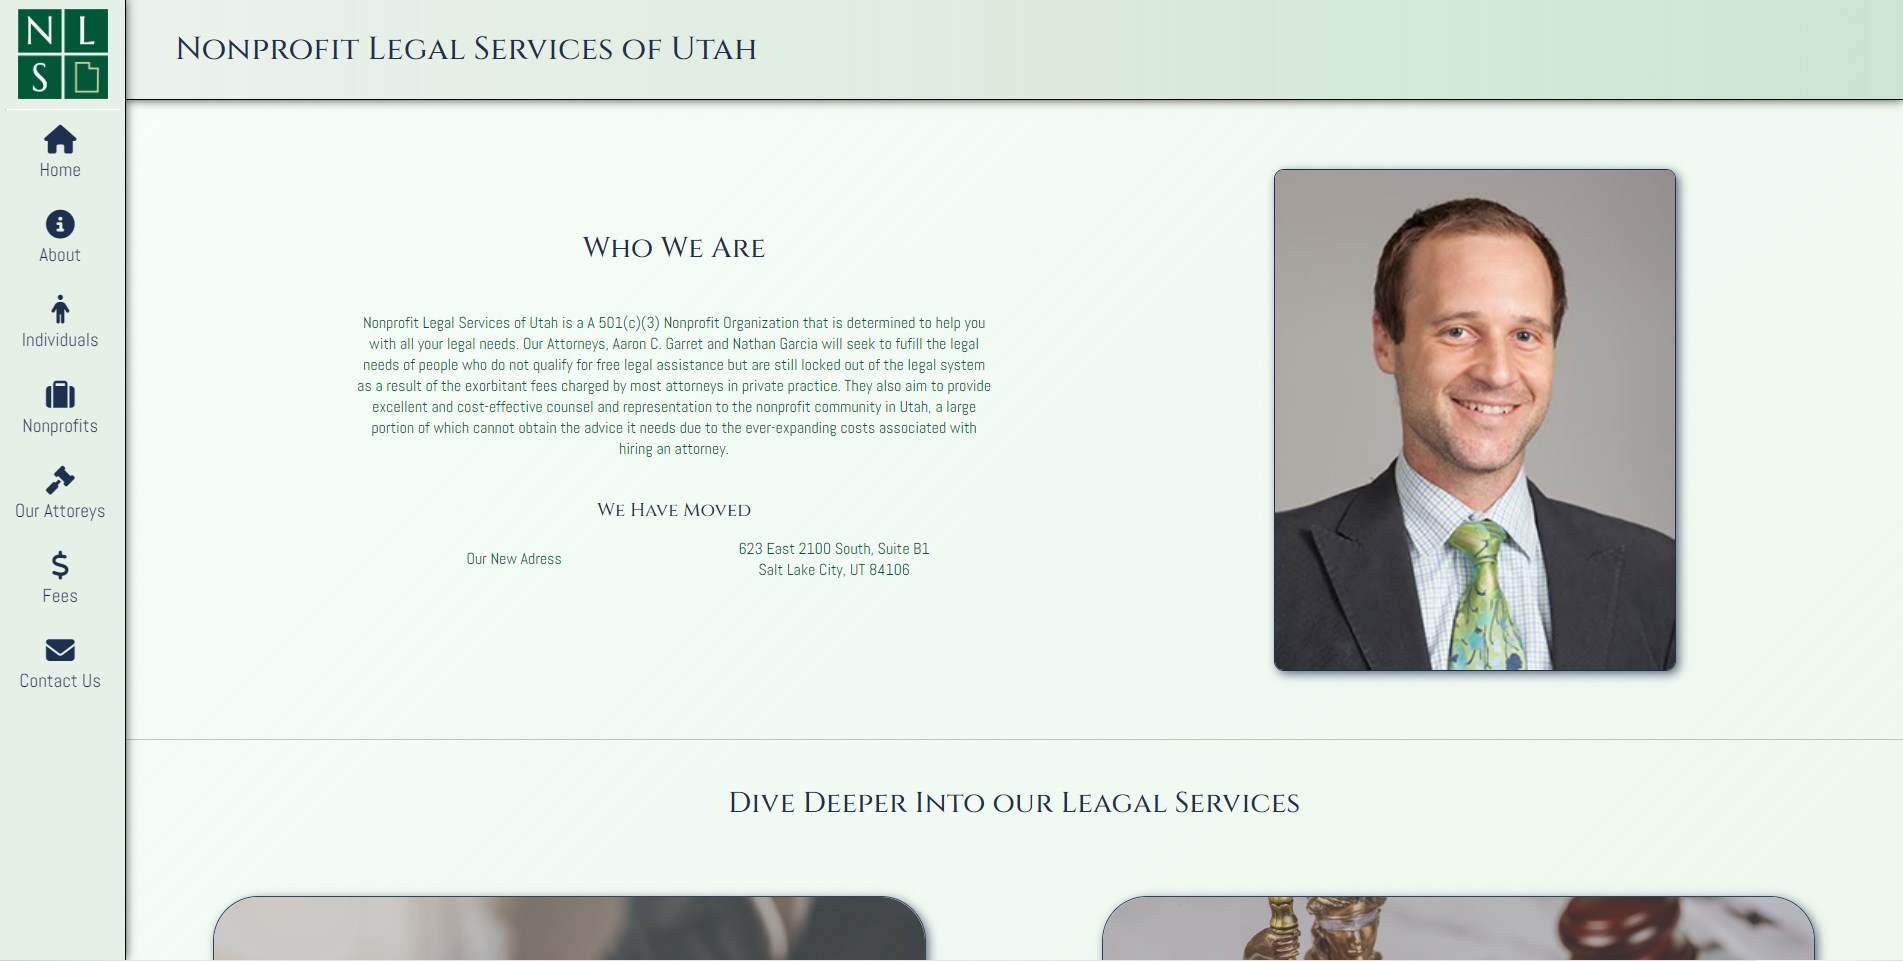 N L
S
Nonprofit Legal Services of Utah
Home
About
Individuals
Nonprofits
Our Attoreys
Fees
Contact Us
Who We Are
Nonprofit Legal Services of Utah is a A 501(c)(3) Nonprofit Organization that is determined to help you
with all your legal needs. Our Attorneys, Aaron C. Garret and Nathan Garcia will seek to fufill the legal
needs of people who do not qualify for free legal assistance but are still locked out of the legal system
as a result of the exorbitant fees charged by most attorneys in private practice. They also aim to provide
excellent and cost-effective counsel and representation to the nonprofit community in Utah, a large
portion of which cannot obtain the advice it needs due to the ever-expanding costs associated with
hiring an attorney.
We Have Moved
Our New Adress
623 East 2100 South, Suite B1
Salt Lake City, UT 84106
Dive Deeper Into our Leagal Services